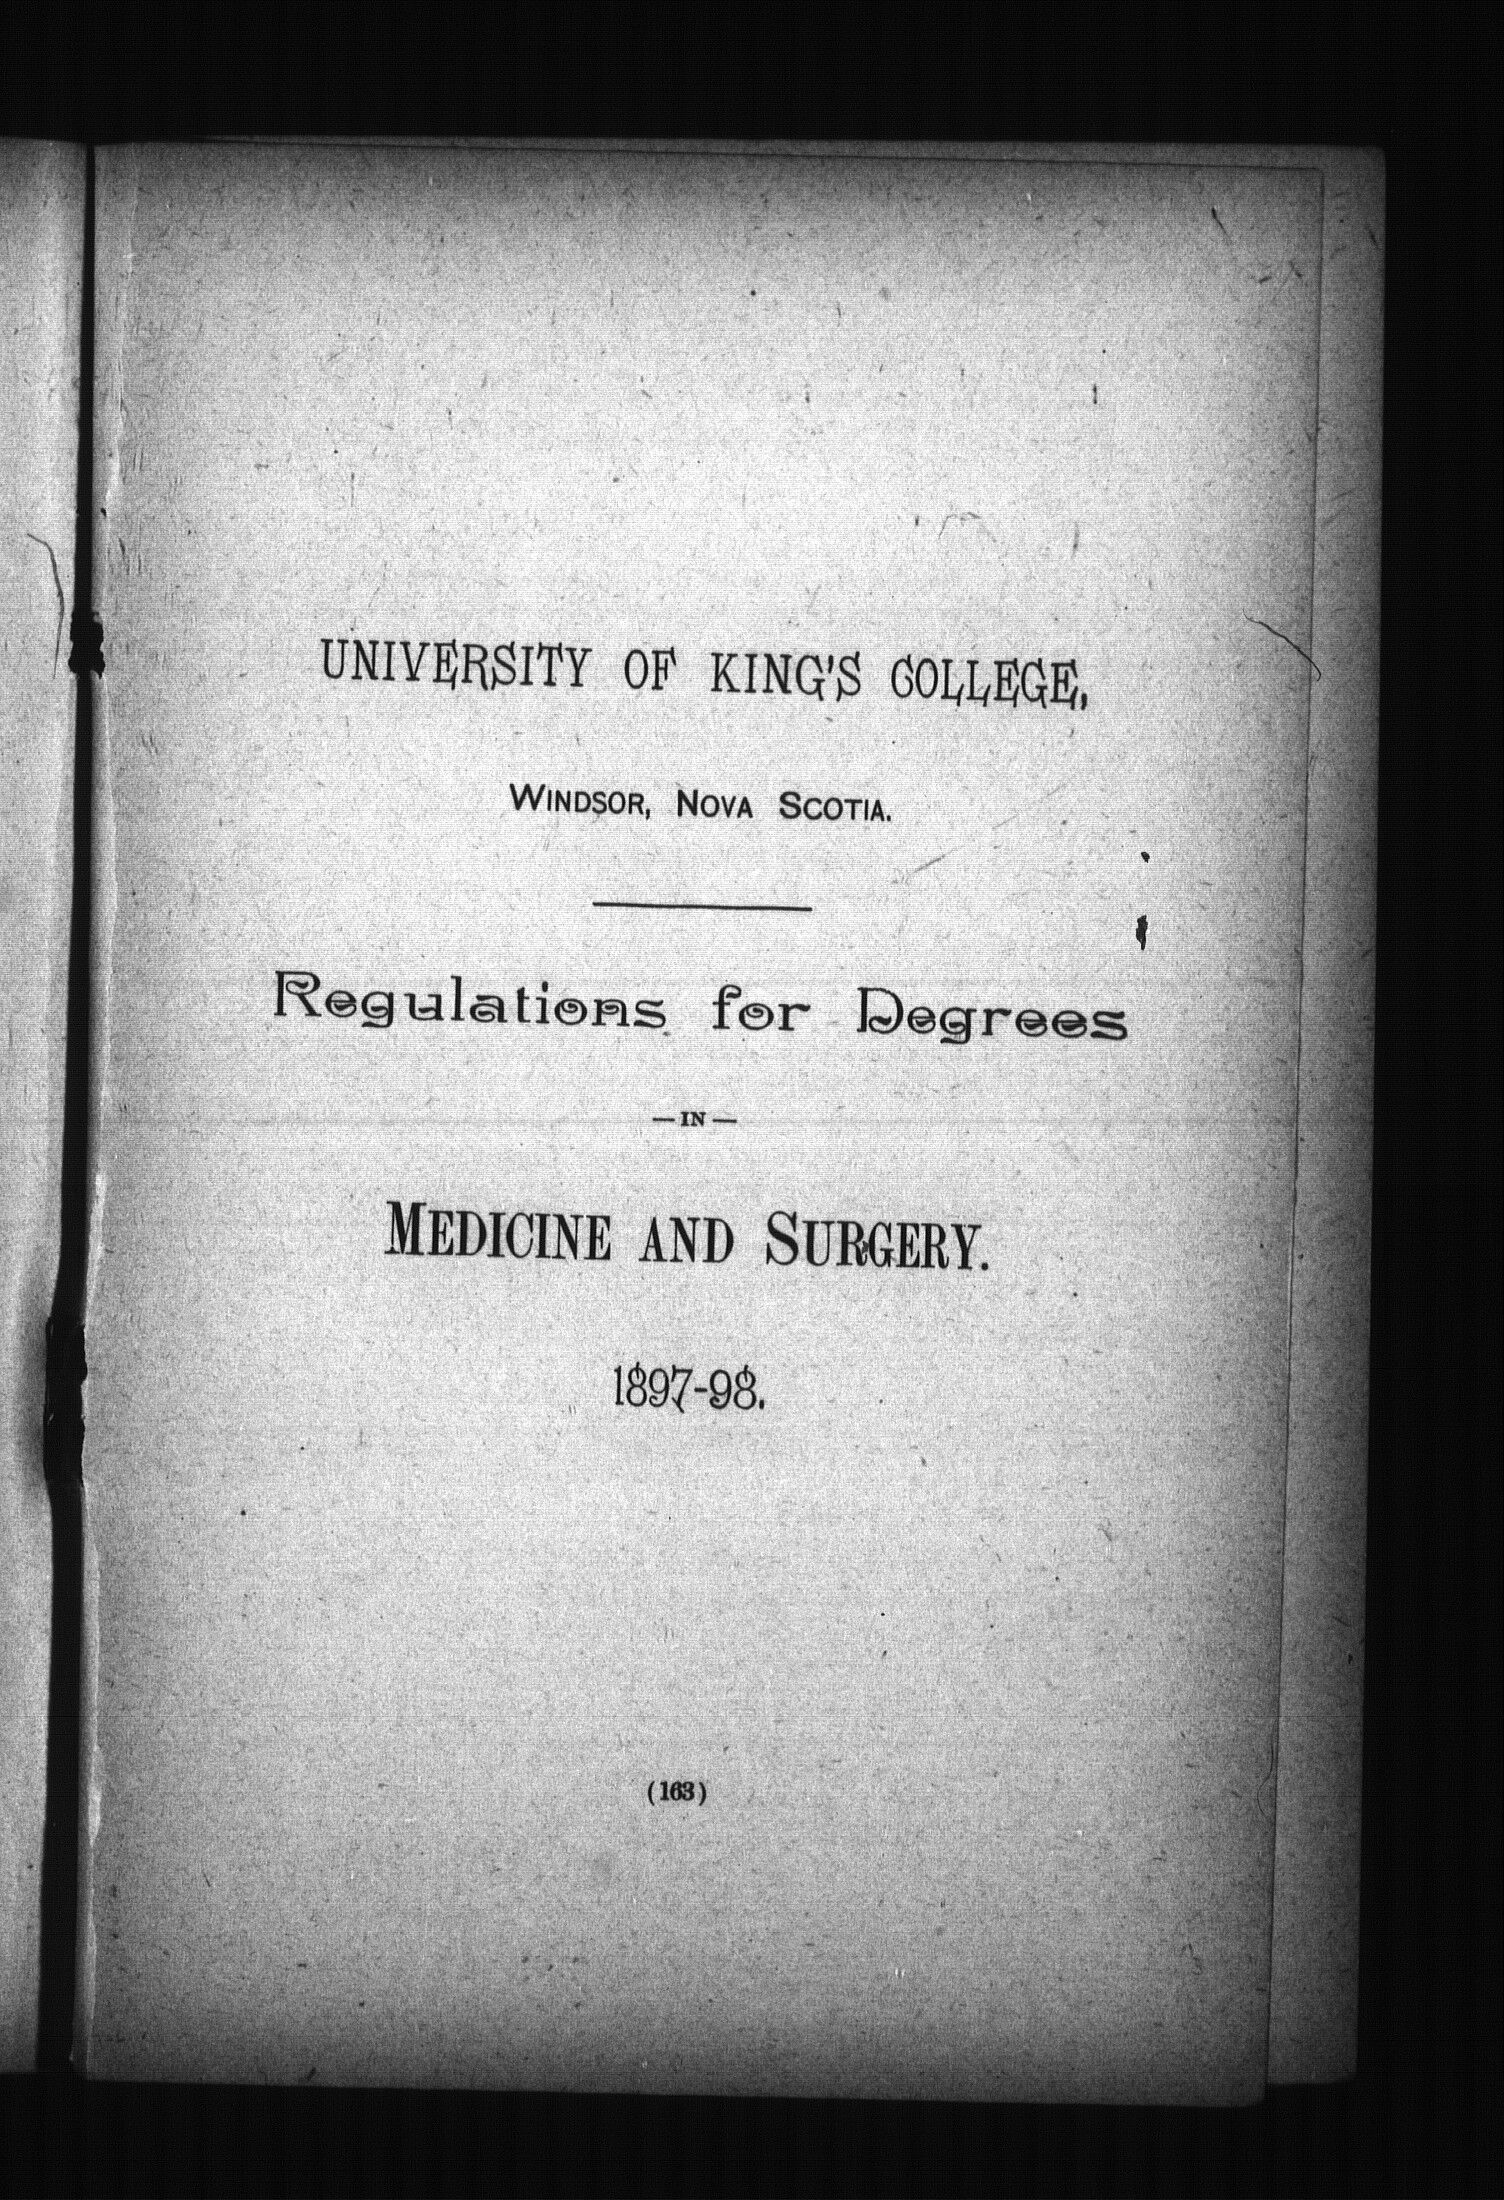 UNIVERSITY OF KING'S COLLEGE,
WINDSOR, NOVA SCOTIA.
Regulations for Degrees
— IN —
MEDICINE AND SURGERY.
1897-98.
(163)